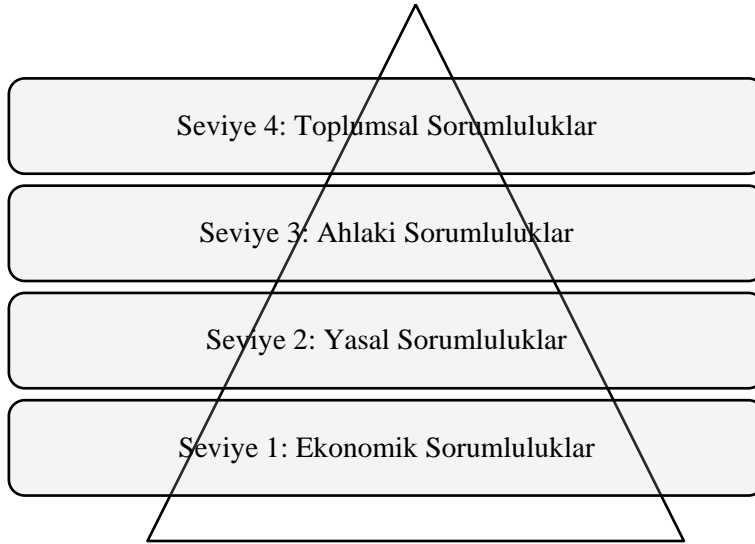 Seviye 4: Toplumsal Sorumluluklar
Seviye 3: Ahlaki Sorumluluklar
Seviye 2: Yasal Sorumluluklar
Seviye 1: Ekonomik Sorumluluklar